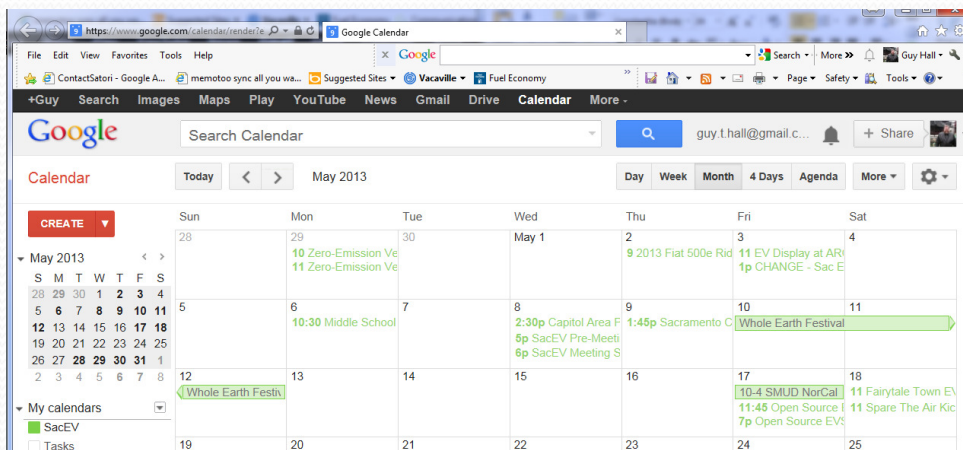 https://www.google.com/calendar/render?e
Google Calendar
File Edit View Favorites Tools Help
x Google
Search More » Guy Hall
ContactSatori - Google A... memotoo sync all you wa... Suggested Sites Vacaville Fuel Economy » Page Safety Tools
+Guy Search Images Maps Play YouTube News Gmail Drive Calendar More
Google Search Calendar guy.t.hall@gmail.c... + Share
Calendar Today < > May 2013 Day Week Month 4 Days Agenda More
CREATE
May 2013 < >
S M T W T F S
28 29 30 1 2 3 4
5 6 7 8 9 10 11
12 13 14 15 16 17 18
19 20 21 22 23 24 25
26 27 28 29 30 31 1
2 3 4 5 6 7 8
My calendars
SacEV
Tasks
Sun Mon Tue Wed Thu Fri Sat
28 29 30 May 1 2 3 4
10 Zero-Emission Ve 9 2013 Fiat 500e Rid 11 EV Display at AR
11 Zero-Emission Ve 1p CHANGE - Sac E
5 6 7 8 9 10 11
10:30 Middle School 2:30p Capitol Area F 1:45p Sacramento C Whole Earth Festival
5p SacEV Pre-Meeti
6p SacEV Meeting S
12 13 14 15 16 17 18
Whole Earth Festiv 10-4 SMUD NorCal 11 Fairytale Town EV
11:45 Open Source 11 Spare The Air Kic
7p Open Source EVS
19 20 21 22 23 24 25